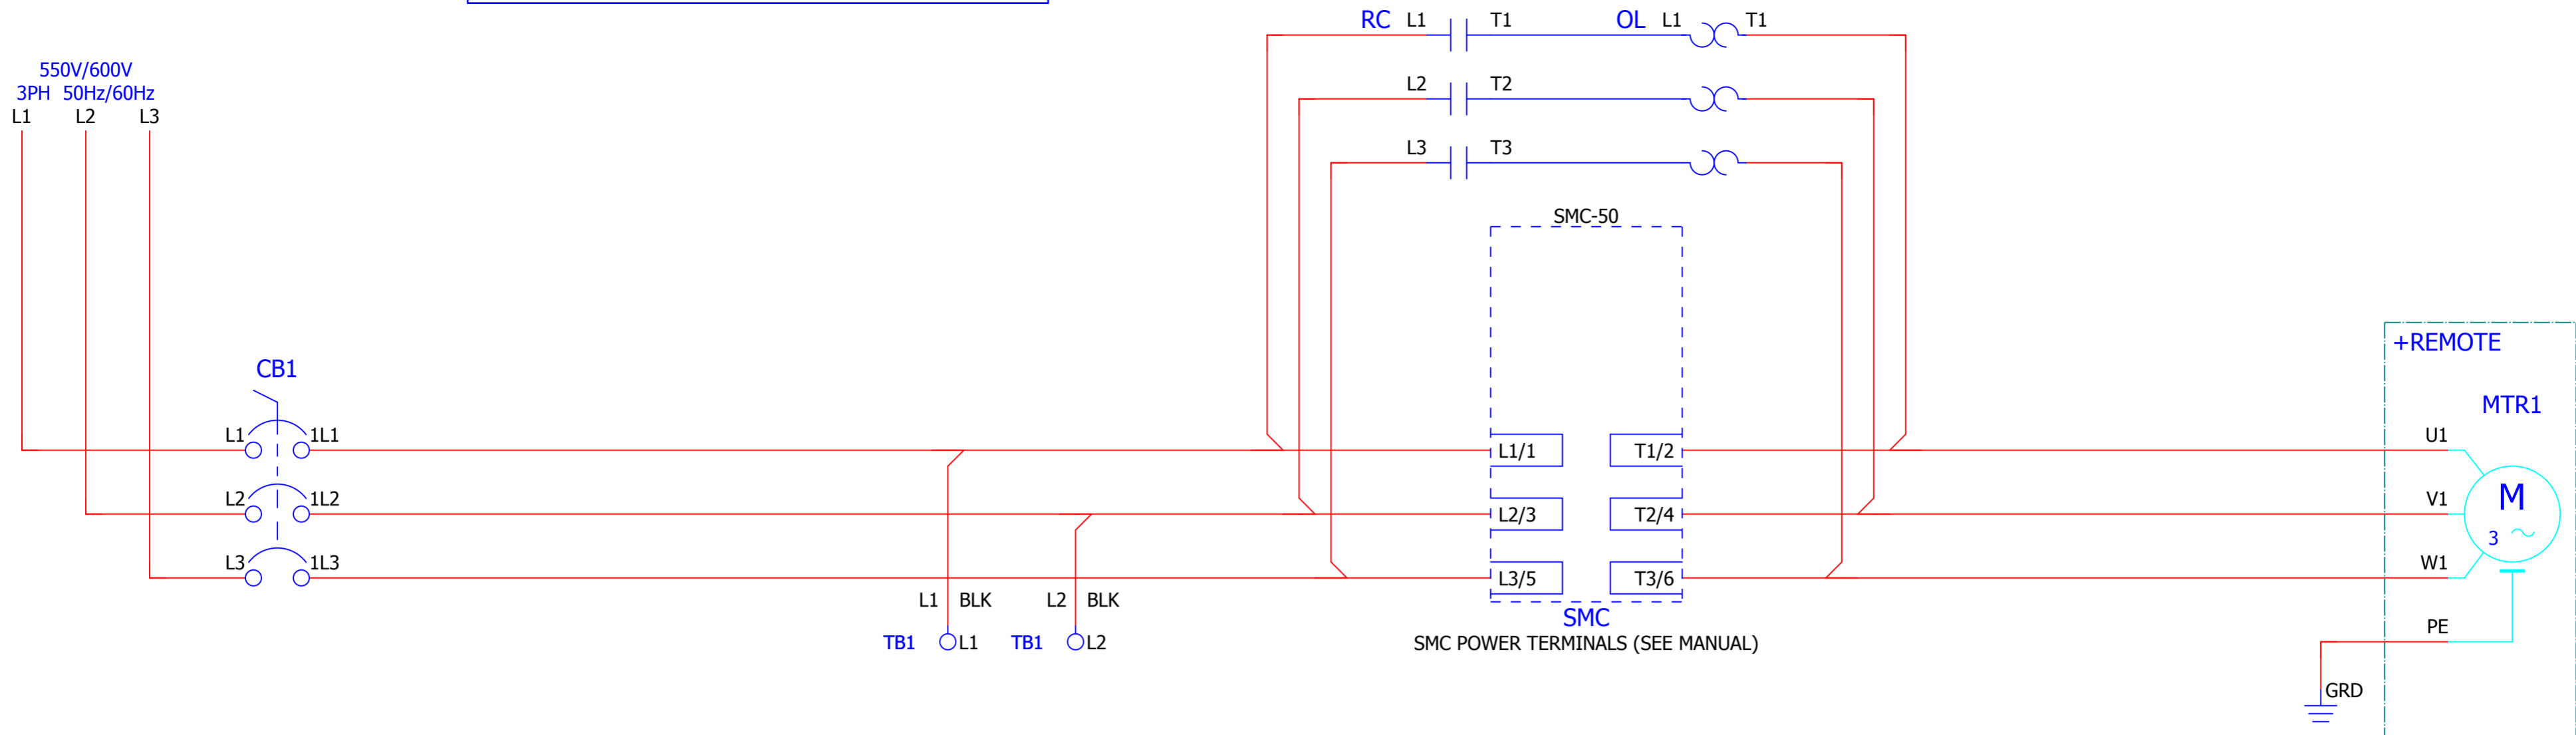 RC L1 T1 OL L1 T1
550V/600V
3PH 50Hz/60Hz
L1 L2 L3
L2 T2
L3 T3
SMC-50
+REMOTE
CB1
MTR1
L1 1L1 L1/1 T1/2 U1
L2 1L2 L2/3 T2/4 V1
M
3
L3 1L3 L3/5 T3/6 W1
L1 BLK L2 BLK
SMC
TB1 L1 TB1 L2
SMC POWER TERMINALS (SEE MANUAL)
PE
GRD